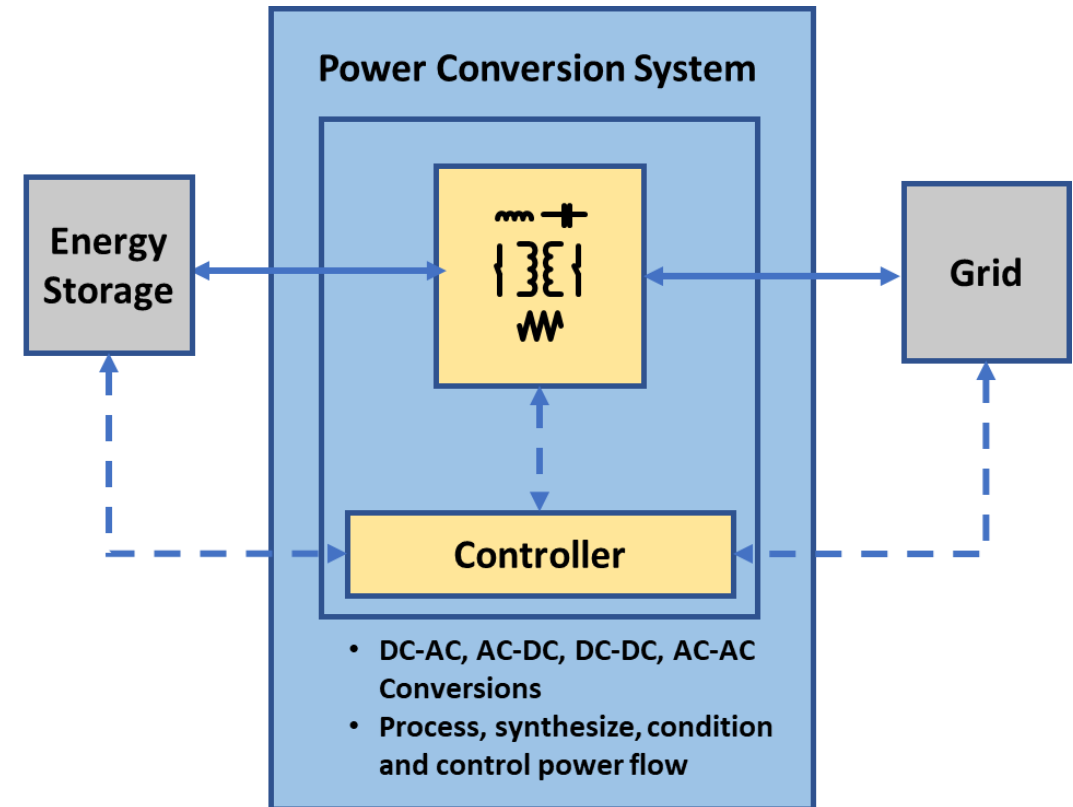 Power Conversion System
Energy
Storage
Grid
Controller
• DC-AC, AC-DC, DC-DC, AC-AC
Conversions
• Process, synthesize, condition
and control power flow